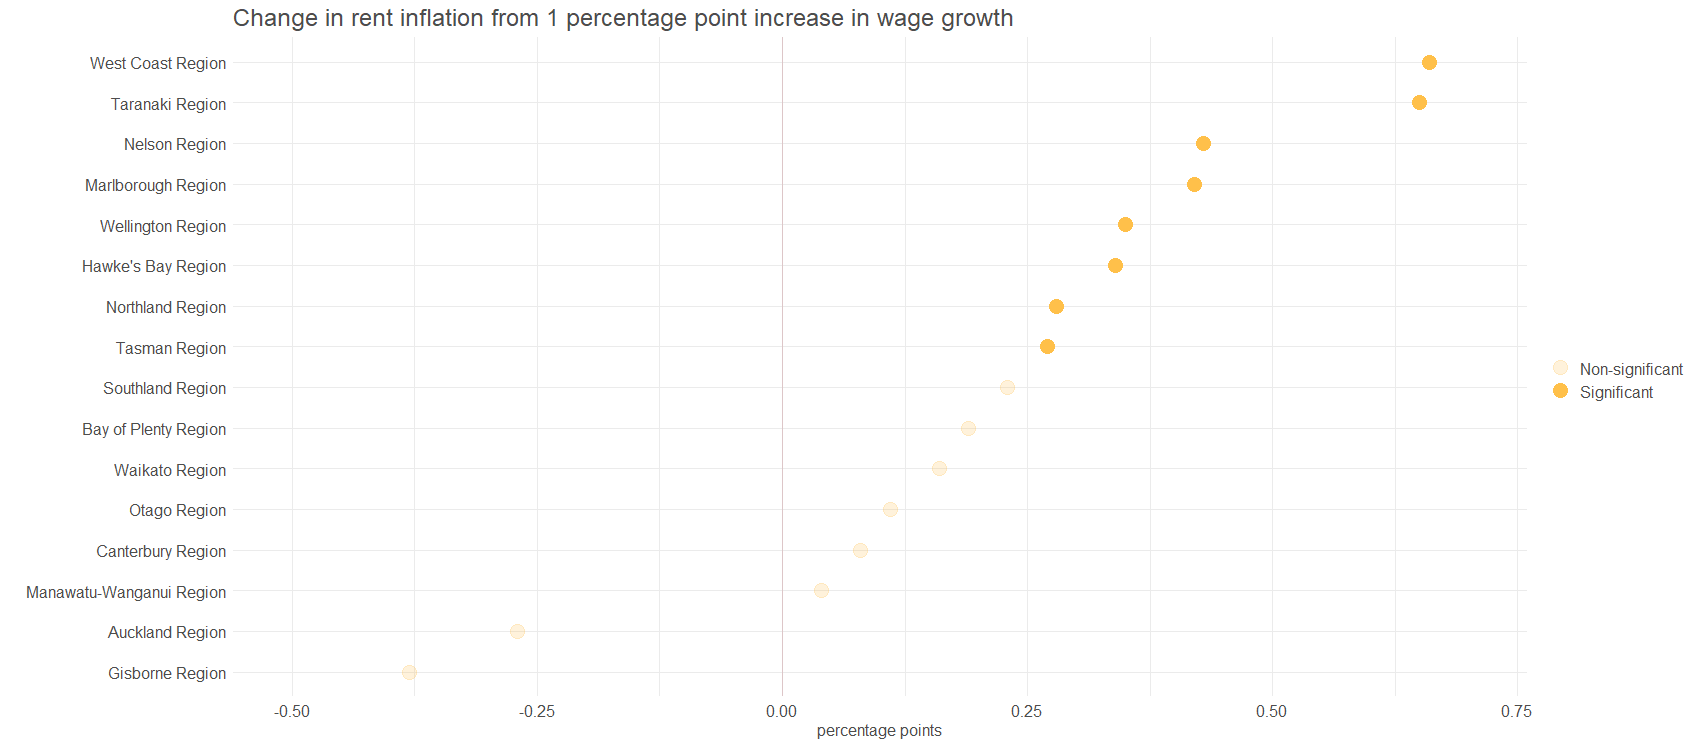 Change in rent inflation from 1 percentage point increase in wage growth
West Coast Region
Taranaki Region
Nelson Region
Marlborough Region
Wellington Region
Hawke's Bay Region
Northland Region
Tasman Region
Southland Region
Bay of Plenty Region
Waikato Region
Otago Region
Canterbury Region
Manawatu-Wanganui Region
Auckland Region
Gisborne Region
Non-significant
Significant
-0.50 -0.25 0.00 0.25 0.50 0.75
percentage points